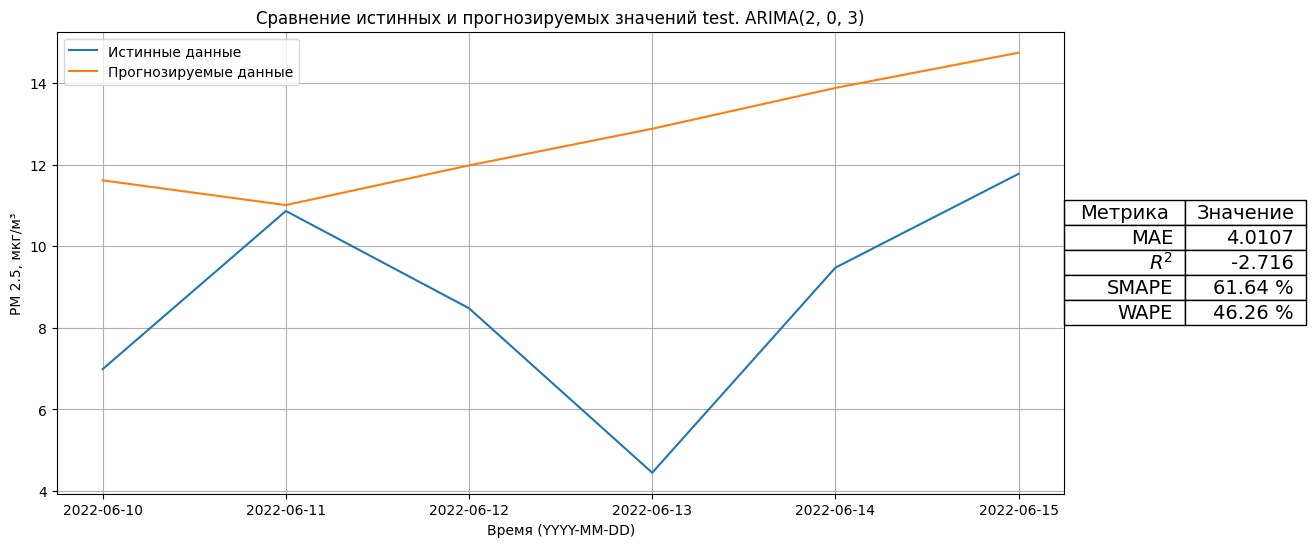 Сравнение истинных и прогнозируемых значений test. ARIMA(2, 0, 3)
Истинные данные
Прогнозируемые данные
14
12
10
8
6
4
PM 2.5, мкг/м³
2022-06-10 2022-06-11 2022-06-12 2022-06-13 2022-06-14 2022-06-15
Время (YYYY-MM-DD)
Метрика Значение
MAE 4.0107
R² -2.716
SMAPE 61.64 %
WAPE 46.26 %